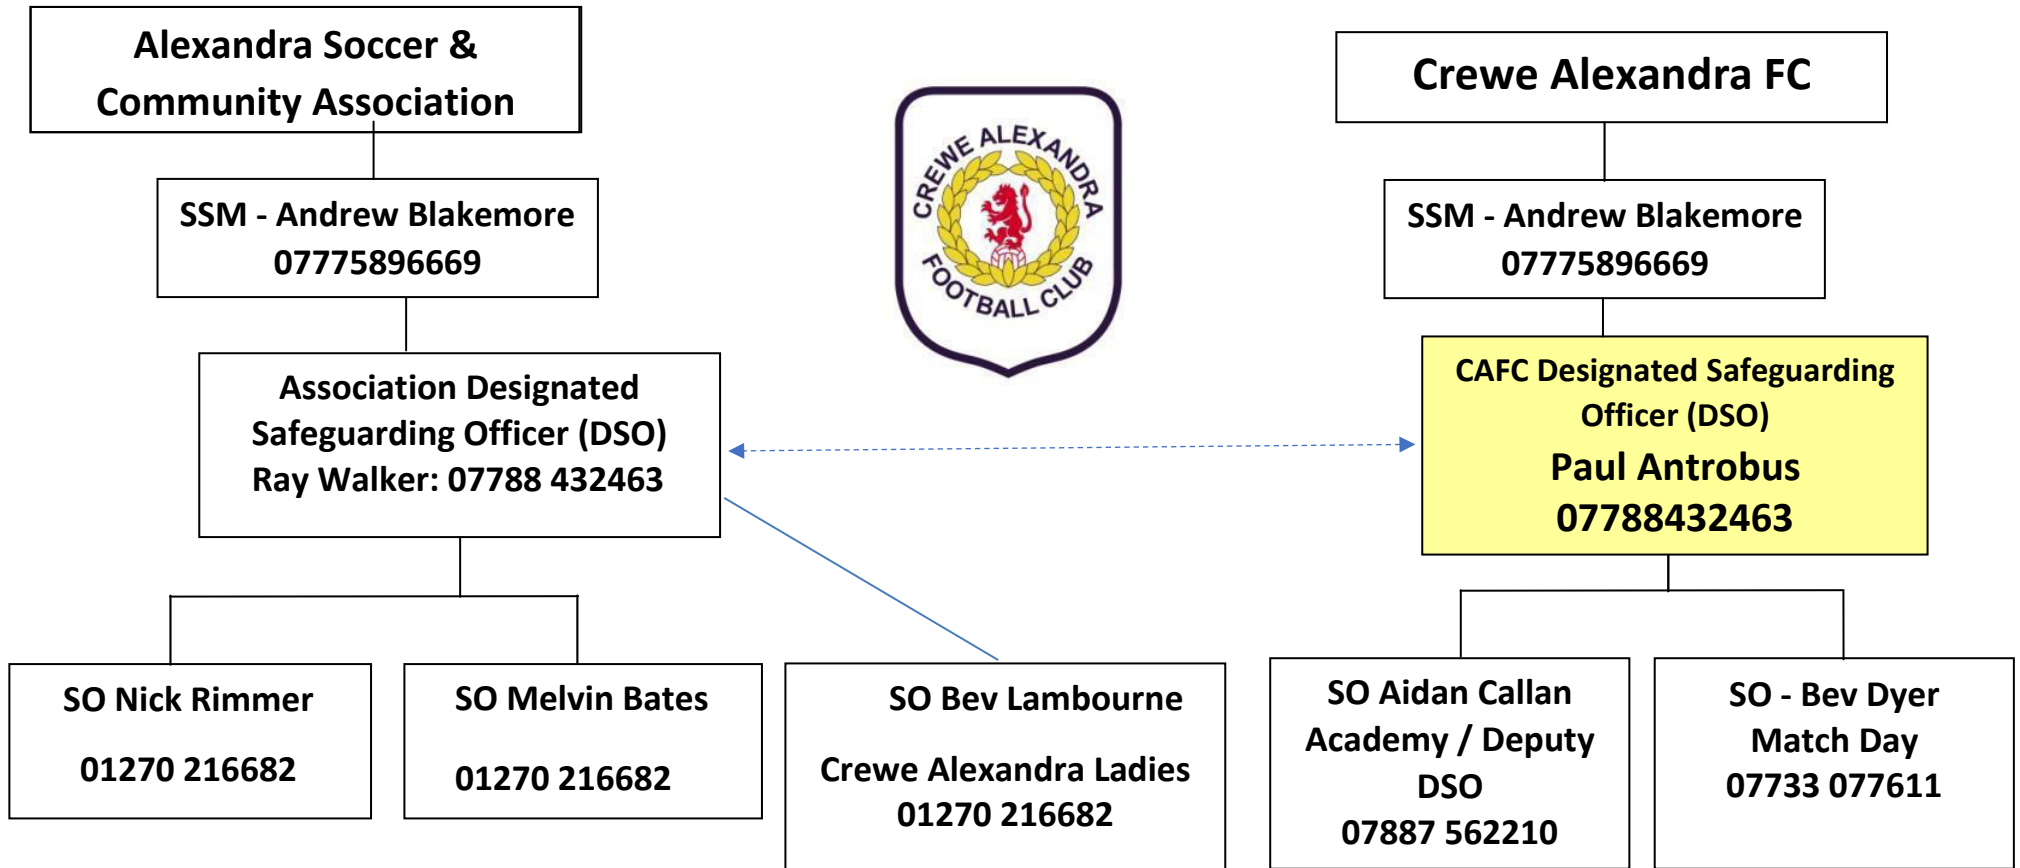 Alexandra Soccer &
Community Association
Crewe Alexandra FC
CREWE ALEXANDRA
FOOTBALL CLUB
SSM - Andrew Blakemore
07775896669
SSM - Andrew Blakemore
07775896669
Association Designated
Safeguarding Officer (DSO)
Ray Walker: 07788 432463
CAFC Designated Safeguarding
Officer (DSO)
Paul Antrobus
07788432463
SO Nick Rimmer
01270 216682
SO Melvin Bates
01270 216682
SO Bev Lambourne
Crewe Alexandra Ladies
01270 216682
SO Aidan Callan
Academy / Deputy
DSO
07887 562210
SO - Bev Dyer
Match Day
07733 077611